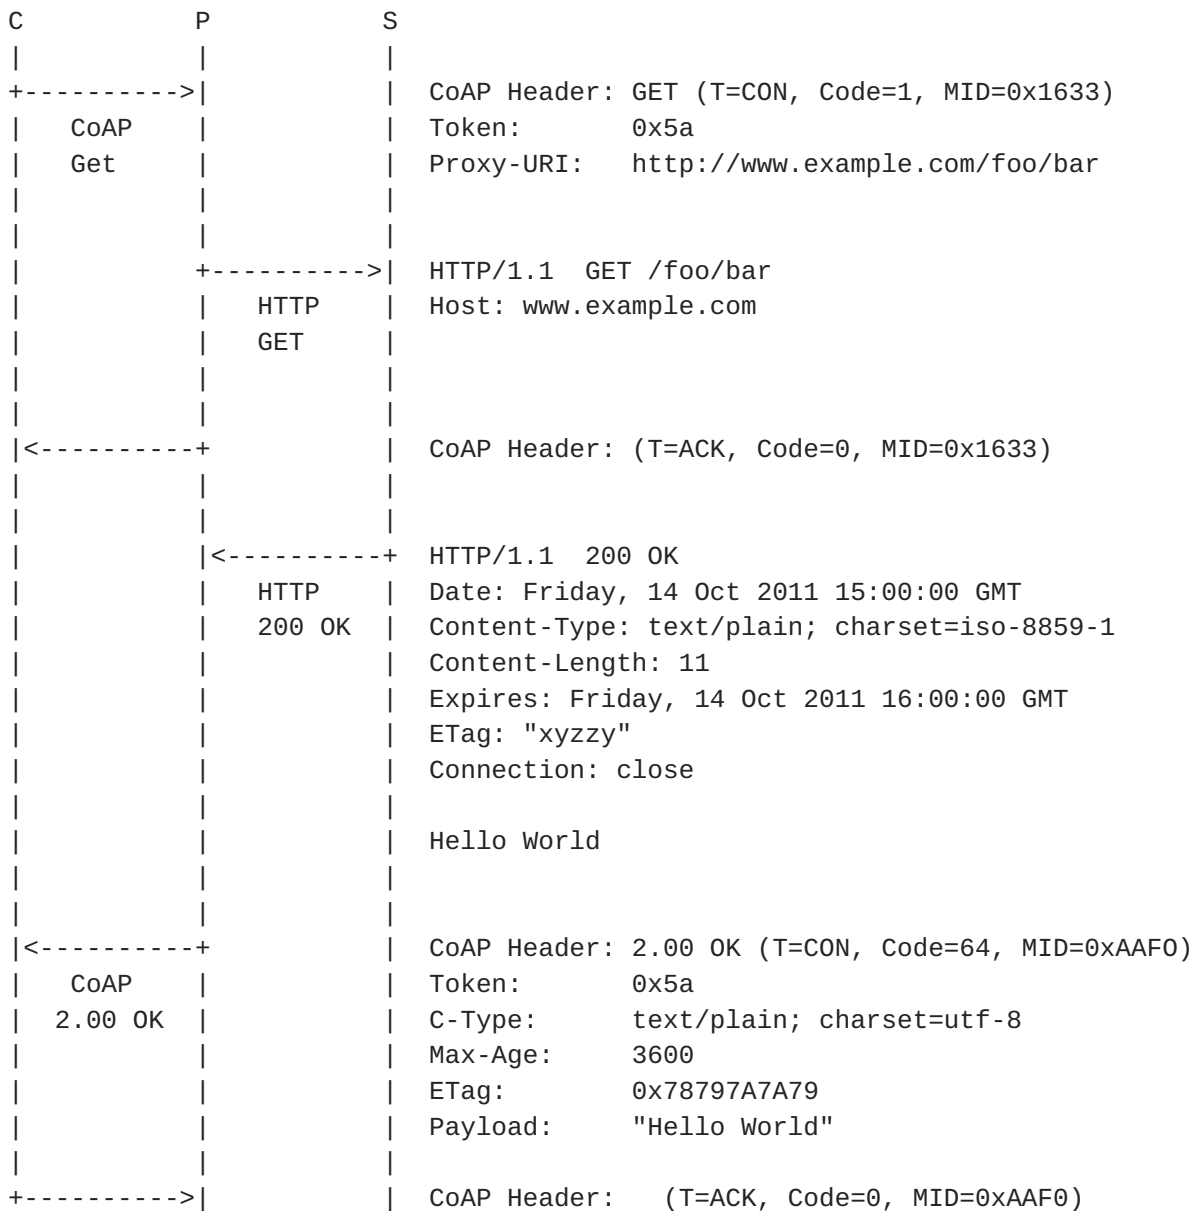 C P S
CoAP Header: GET (T=CON, Code=1, MID=0x1633)
CoAP Token: 0x5a
Get Proxy-URI: http://www.example.com/foo/bar
HTTP/1.1 GET /foo/bar
HTTP Host: www.example.com
GET
CoAP Header: (T=ACK, Code=0, MID=0x1633)
HTTP/1.1 200 OK
HTTP Date: Friday, 14 Oct 2011 15:00:00 GMT
200 OK Content-Type: text/plain; charset=iso-8859-1
Content-Length: 11
Expires: Friday, 14 Oct 2011 16:00:00 GMT
ETag: "xyzzy"
Connection: close
Hello World
CoAP Header: 2.00 OK (T=CON, Code=64, MID=0xAAFO)
CoAP Token: 0x5a
2.00 OK C-Type: text/plain; charset=utf-8
Max-Age: 3600
ETag: 0x78797A7A79
Payload: "Hello World"
CoAP Header: (T=ACK, Code=0, MID=0xAAF0)